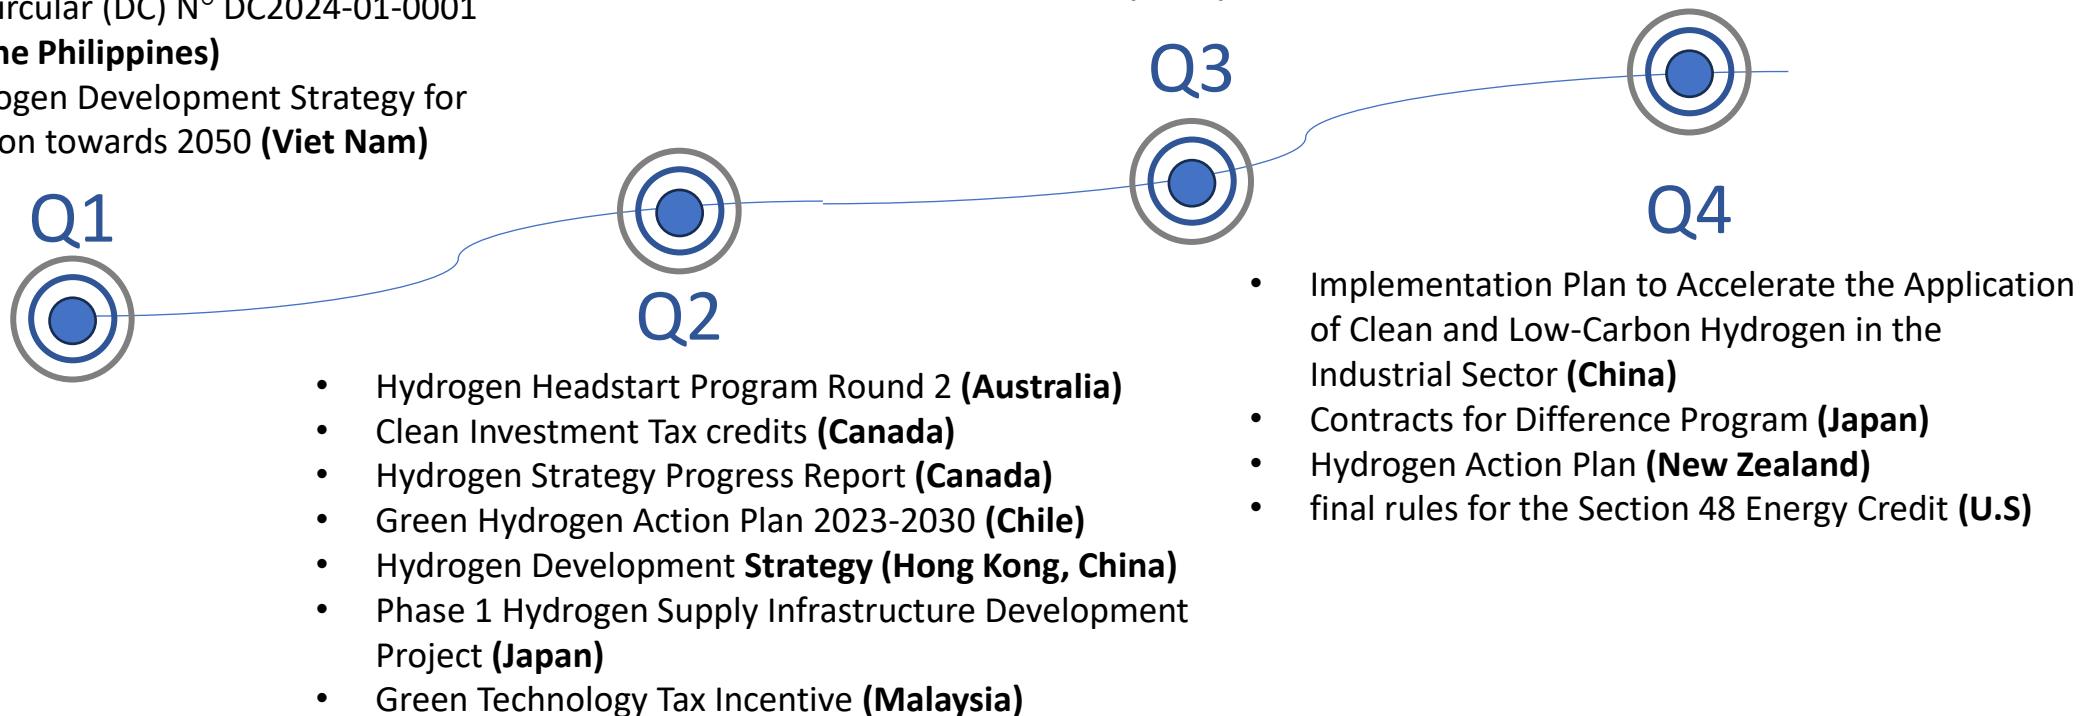 ircular (DC) N° DC2024-01-0001
ne Philippines)
ogen Development Strategy for
on towards 2050 (Viet Nam)
Q1
Q2
• Hydrogen Headstart Program Round 2 (Australia)
• Clean Investment Tax credits (Canada)
• Hydrogen Strategy Progress Report (Canada)
• Green Hydrogen Action Plan 2023-2030 (Chile)
• Hydrogen Development Strategy (Hong Kong, China)
• Phase 1 Hydrogen Supply Infrastructure Development
Project (Japan)
• Green Technology Tax Incentive (Malaysia)
Q3
Q4
• Implementation Plan to Accelerate the Application
of Clean and Low-Carbon Hydrogen in the
Industrial Sector (China)
• Contracts for Difference Program (Japan)
• Hydrogen Action Plan (New Zealand)
• final rules for the Section 48 Energy Credit (U.S)